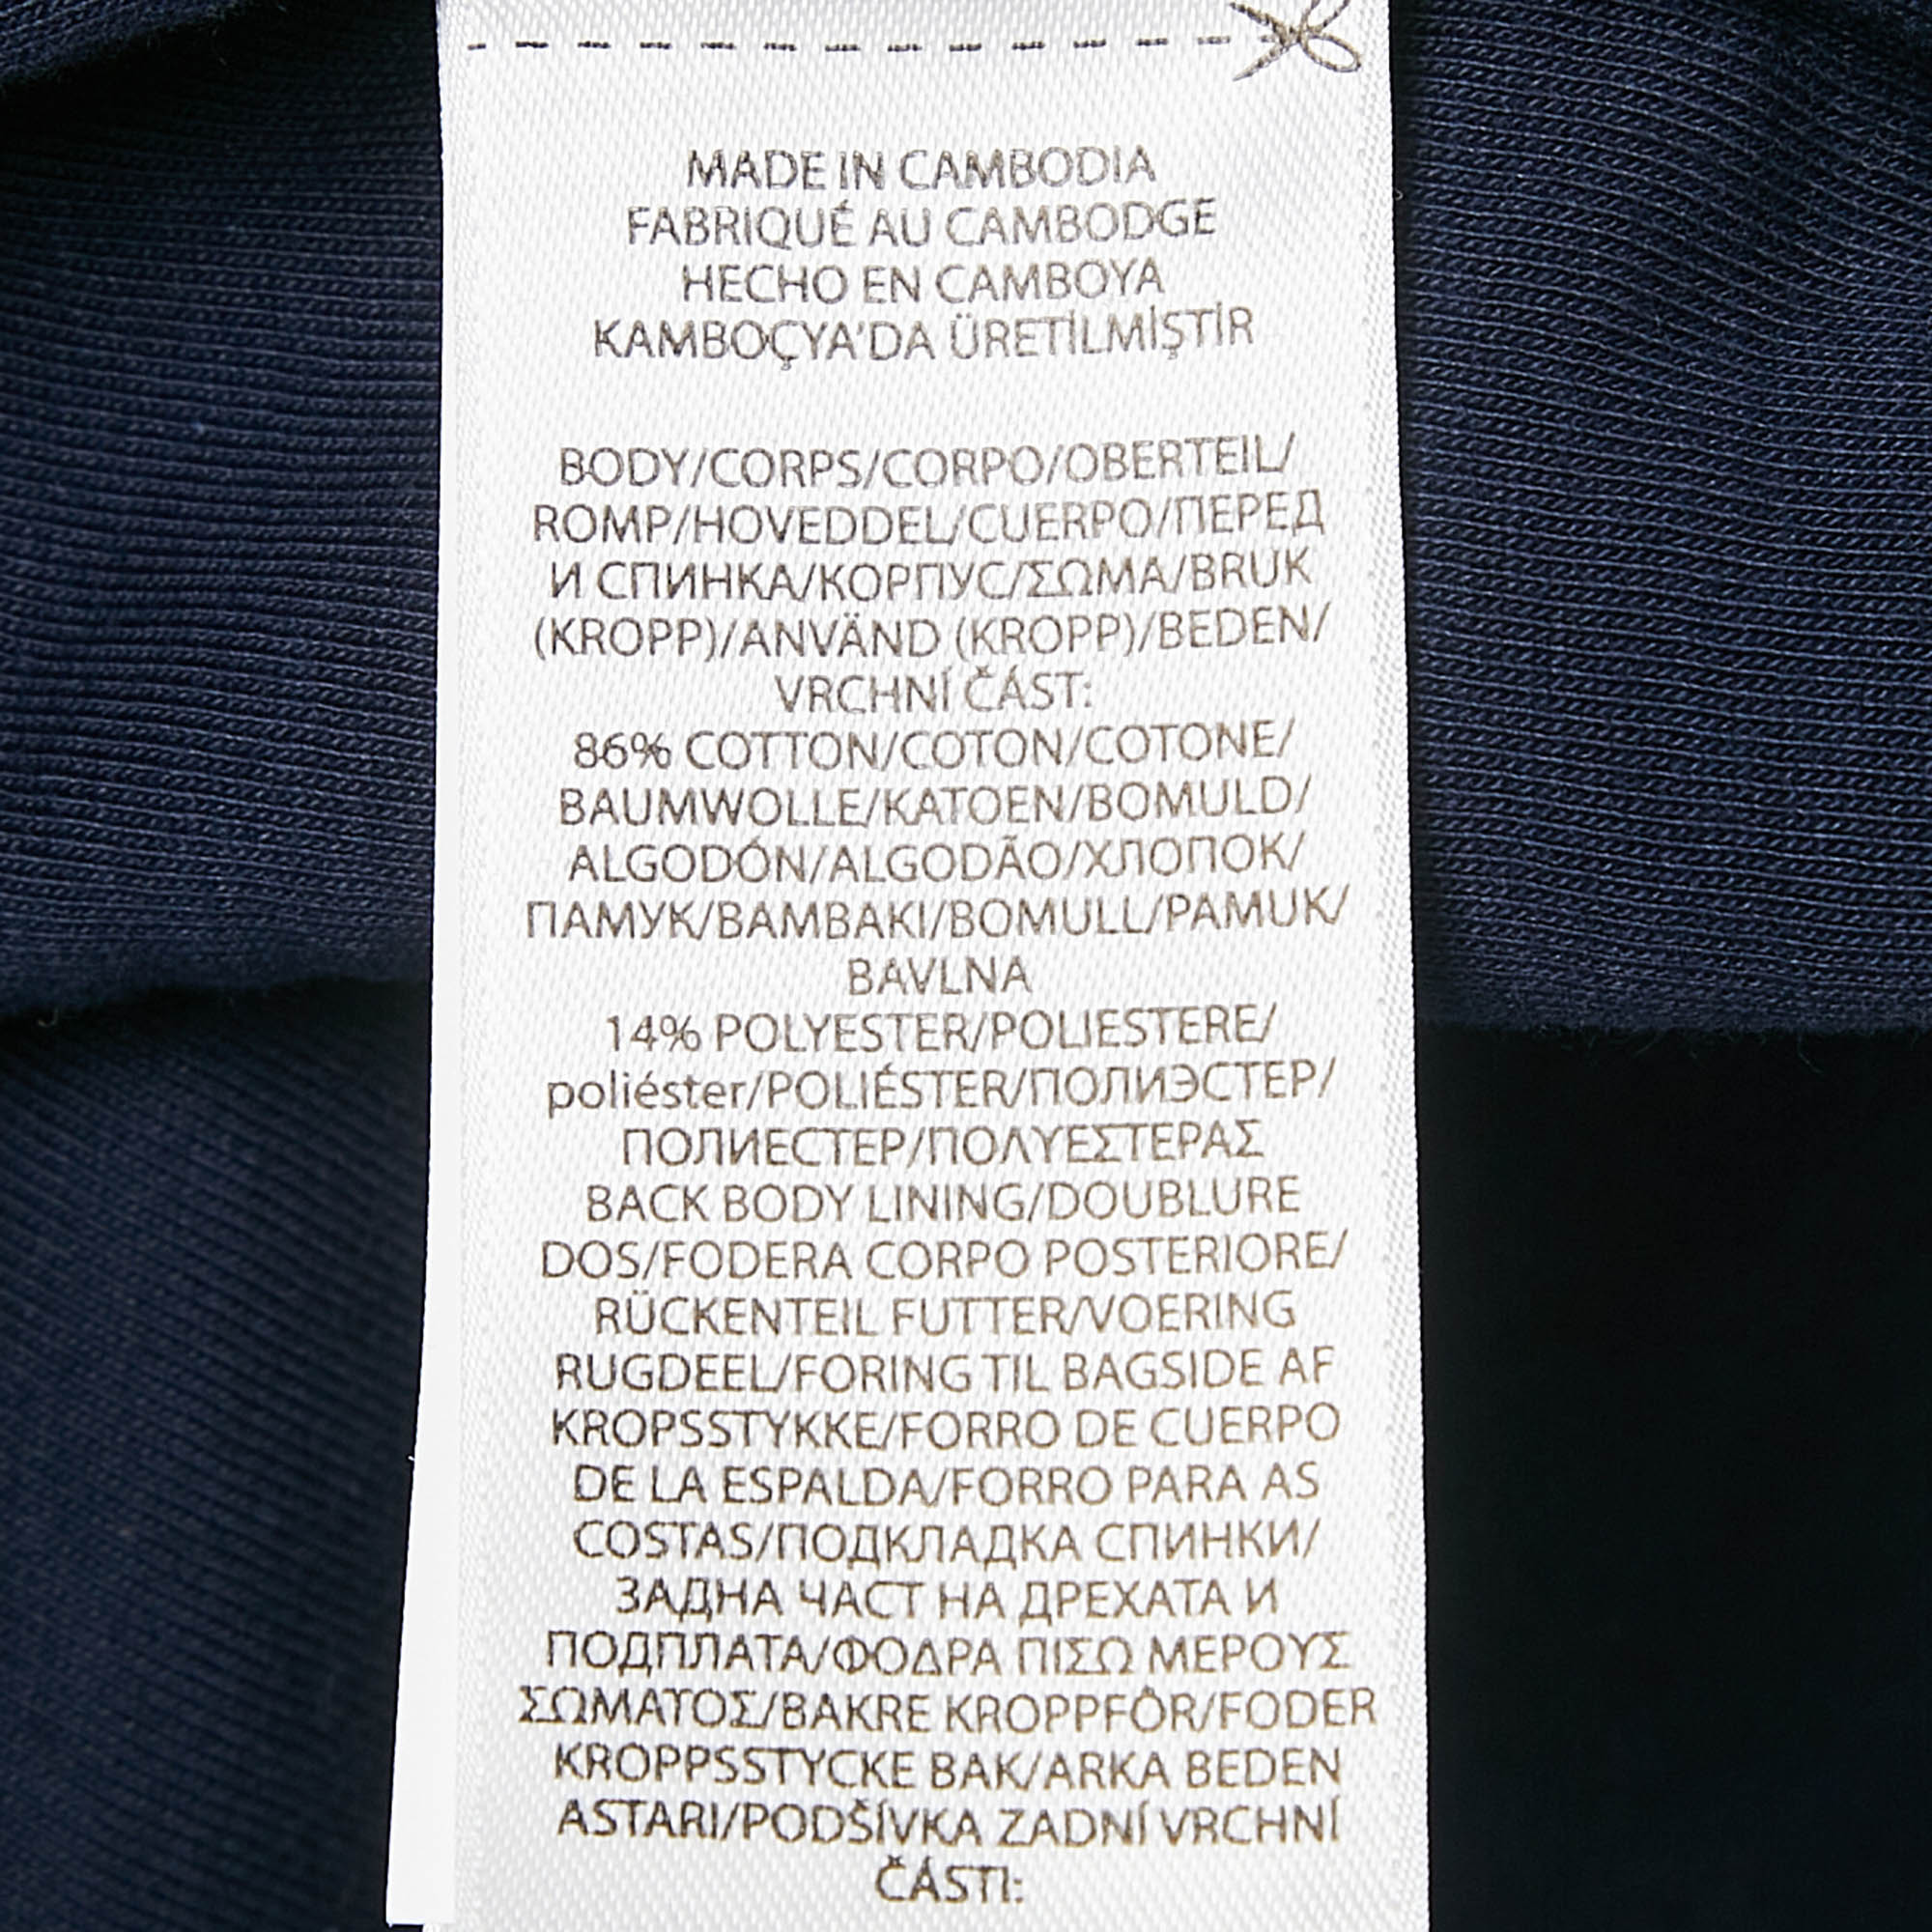 MADE IN CAMBODIA
FABRIQUÉ AU CAMBODGE
HECHO EN CAMBOYA
KAMBOÇYA'DA ÜRETİLMİŞTİR
BODY/CORPS/CORPO/OBERTEIL/
ROMP/HOVEDDEL/CUERPO/ПЕРЕД
И СПИНКА/КОРПУС/ΣΩΜΑ/BRUK
(KROPP)/ANVÄND (KROPP)/BEDEN/
VRCHNÍ ČÁST:
86% COTTON/COTON/COTONE/
BAUMWOLLE/KATOEN/BOMULD/
ALGODÓN/ALGODÃO/ХЛОПОК/
ПАМУК/ΒΑΜΒΑΚΙ/BOMULL/PAMUK/
BAVLNA
14% POLYESTER/POLIESTERE/
poliéster/POLIÉSTER/ПОЛИЭСТЕР/
ПОЛИЕСТЕР/ΠΟΛΥΕΣΤΕΡΑΣ
BACK BODY LINING/DOUBLURE
DOS/FODERA CORPO POSTERIORE/
RÜCKENTEIL FUTTER/VOERING
RUGDEEL/FORING TIL BAGSIDE AF
KROPSSTYKKE/FORRO DE CUERPO
DE LA ESPALDA/FORRO PARA AS
COSTAS/ПОДКЛАДКА СПИНКИ/
ЗАДНА ЧАСТ НА ДРЕХАТА И
ПОДПЛАТА/ΦΟΔΡΑ ΠΙΣΩ ΜΕΡΟΥΣ
ΣΩΜΑΤΟΣ/BAKRE KROPPFÔR/FODER
KROPPSSTYCKE BAK/ARKA BEDEN
ASTARI/PODŠÍVKA ZADNÍ VRCHNÍ
ČÁSTI: